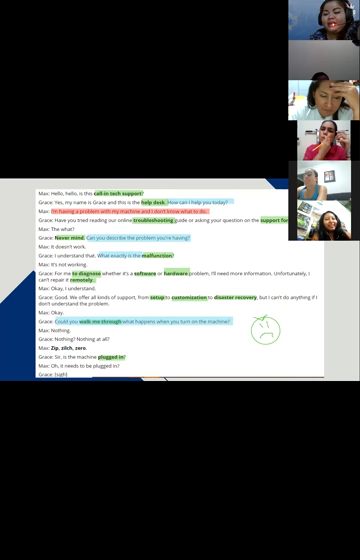 Max: Hello, hello, is this call-in tech support?
Grace: Yes, my name is Grace and this is the help desk. How can I help you today?
Max: I'm having a problem with my machine and I don't know what to do.
Grace: Have you tried reading our online troubleshooting guide or asking your question on the support for
Max: The what?
Grace: Never mind. Can you describe the problem you're having?
Max: It doesn't work.
Grace: I understand that. What exactly is the malfunction?
Max: It's not working.
Grace: For me to diagnose whether it's a software or hardware problem, I'll need more information. Unfortunately, I
can't repair it remotely.
Max: Okay, I understand.
Grace: Good. We offer all kinds of support, from setup to customization to disaster recovery, but I can't do anything if I
don't understand the problem.
Max: Okay.
Grace: Could you walk me through what happens when you turn on the machine?
Max: Nothing.
Grace: Nothing? Nothing at all?
Max: Zip, zilch, zero.
Grace: Sir, is the machine plugged in?
Max: Oh, it needs to be plugged in?
Grace: [sigh]